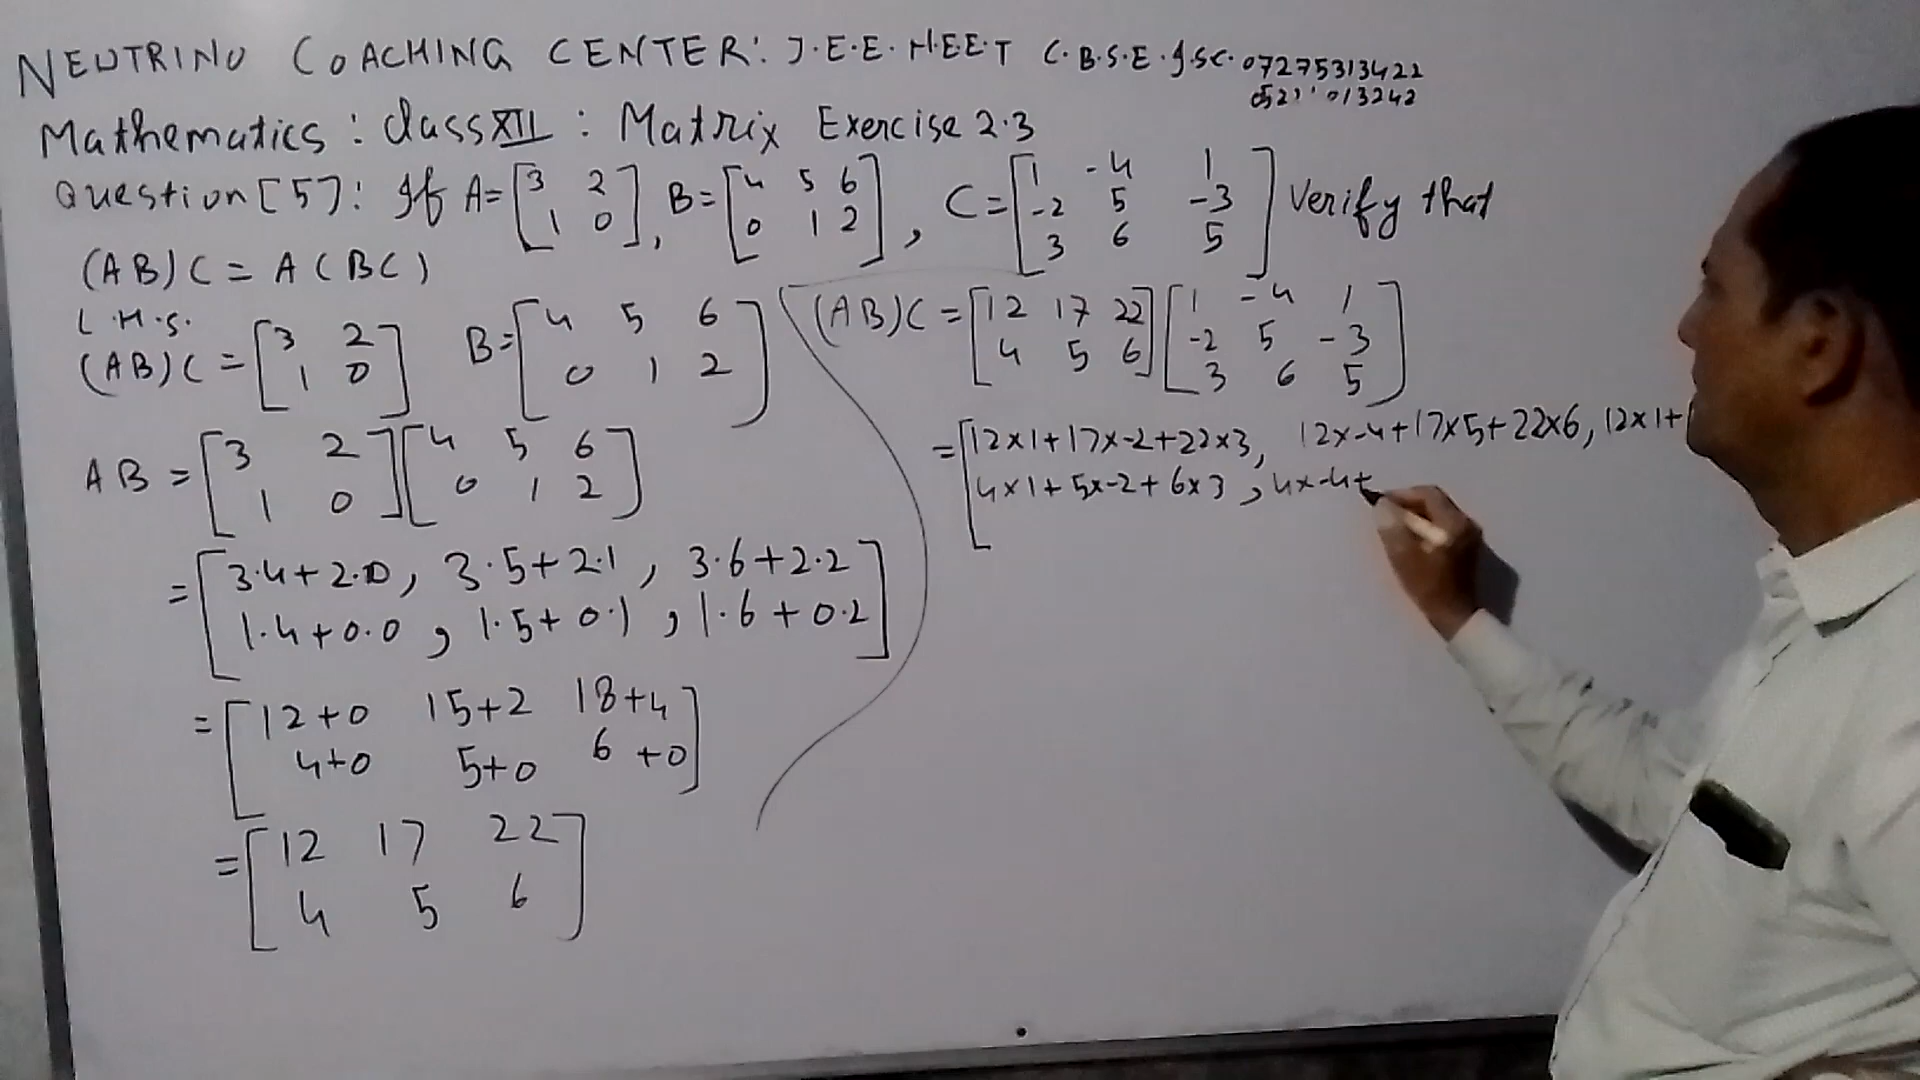 NEUTRINO COACHING CENTER: J.E.E. N.E.E.T C.B.S.E. I.SC. 07275313422
013242
Mathematics : Class XII : Matrix Exercise 2.3
Question [5]: If A = [3 2 B = [4 5 6 C = [1 -4 1 Verify that
1 0], 0 1 2], -2 5 -3
3 6 5]
(AB)C = A(BC)
L.H.S.
(AB)C = [3 2 B = [4 5 6
1 0] 0 1 2]
AB = [3 2 [4 5 6
1 0] 0 1 2]
= [3.4+2.0, 3.5+2.1, 3.6+2.2
1.4+0.0, 1.5+0.1, 1.6+0.2]
= [12+0 15+2 18+4
4+0 5+0 6+0]
= [12 17 22
4 5 6]
(AB)C = [12 17 22 [1 -4 1
4 5 6] -2 5 -3
3 6 5]
= [12×1+17×-2+22×3, 12×-4+17×5+22×6, 12×1+
4×1+5×-2+6×3, 4×-4+